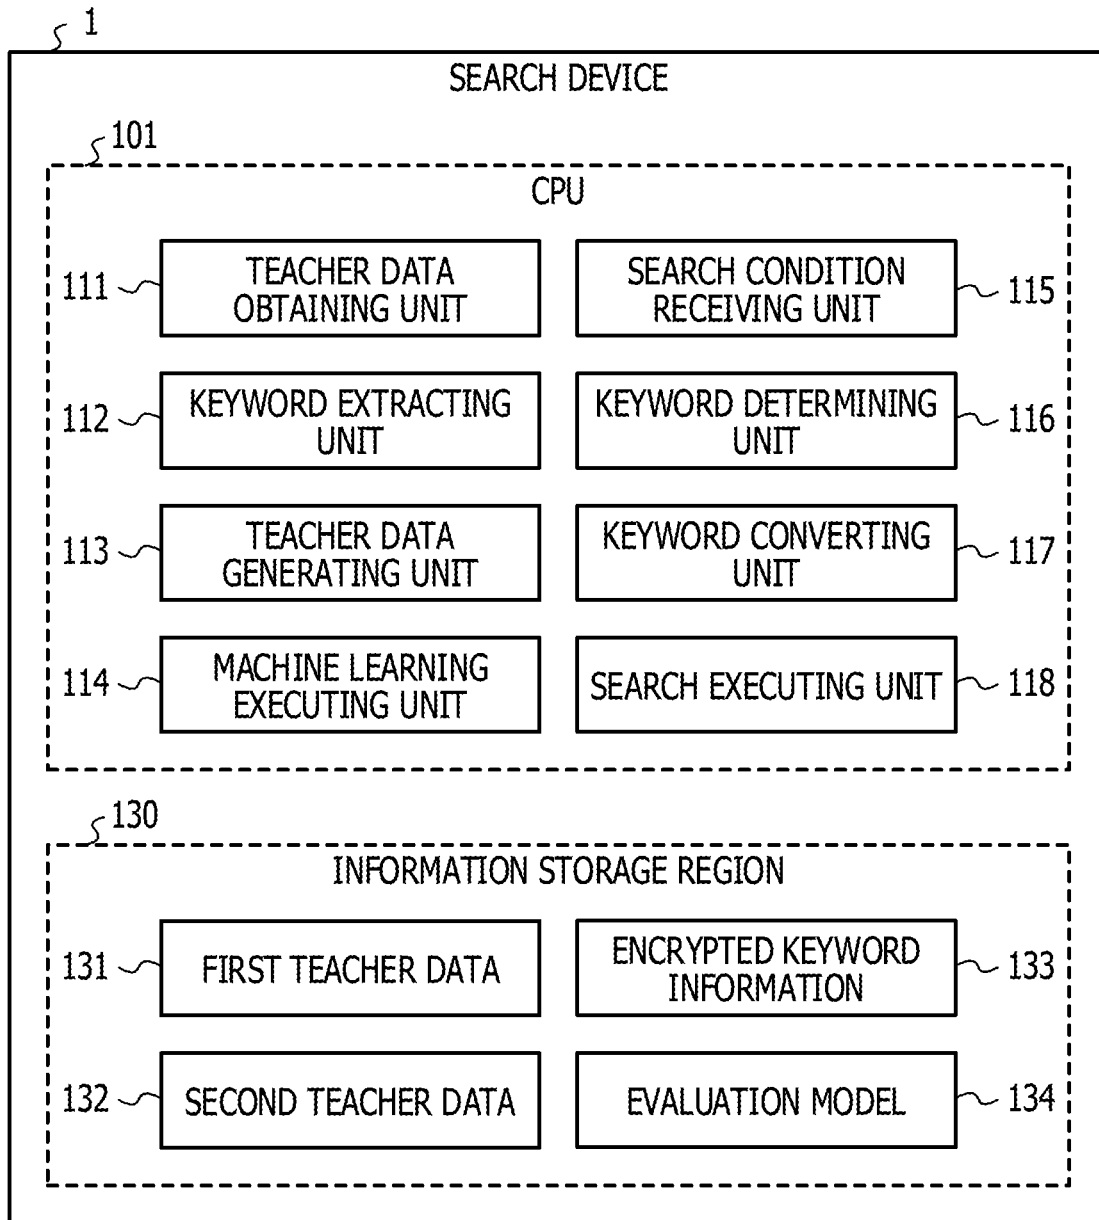 1
SEARCH DEVICE
101
CPU
111
TEACHER DATA
OBTAINING UNIT
SEARCH CONDITION
RECEIVING UNIT
115
112
KEYWORD EXTRACTING
UNIT
KEYWORD DETERMINING
UNIT
116
113
TEACHER DATA
GENERATING UNIT
KEYWORD CONVERTING
UNIT
117
114
MACHINE LEARNING
EXECUTING UNIT
SEARCH EXECUTING UNIT
118
130
INFORMATION STORAGE REGION
131
FIRST TEACHER DATA
ENCRYPTED KEYWORD
INFORMATION
133
132
SECOND TEACHER DATA
EVALUATION MODEL
134